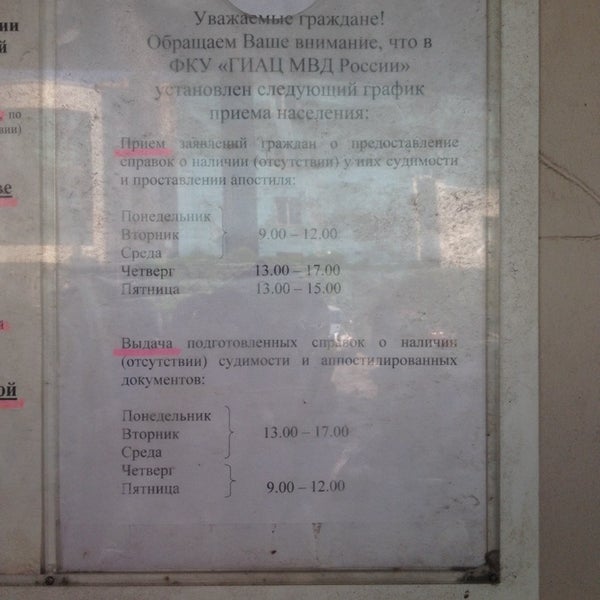 Уважаемые граждане!
Обращаем Ваше внимание, что в
ФКУ «ГИАЦ МВД России»
установлен следующий график
приема населения:
Прием заявлений граждан о предоставление
справок о наличии (отсутствии) у них судимости
и проставлении апостиля:
Понедельник
Вторник 9.00 – 12.00
Среда
Четверг 13.00 – 17.00
Пятница 13.00 – 15.00
Выдача подготовленных справок о наличии
(отсутствии) судимости и аппостилированных
документов:
Понедельник
Вторник 13.00 – 17.00
Среда
Четверг
Пятница 9.00 – 12.00
по